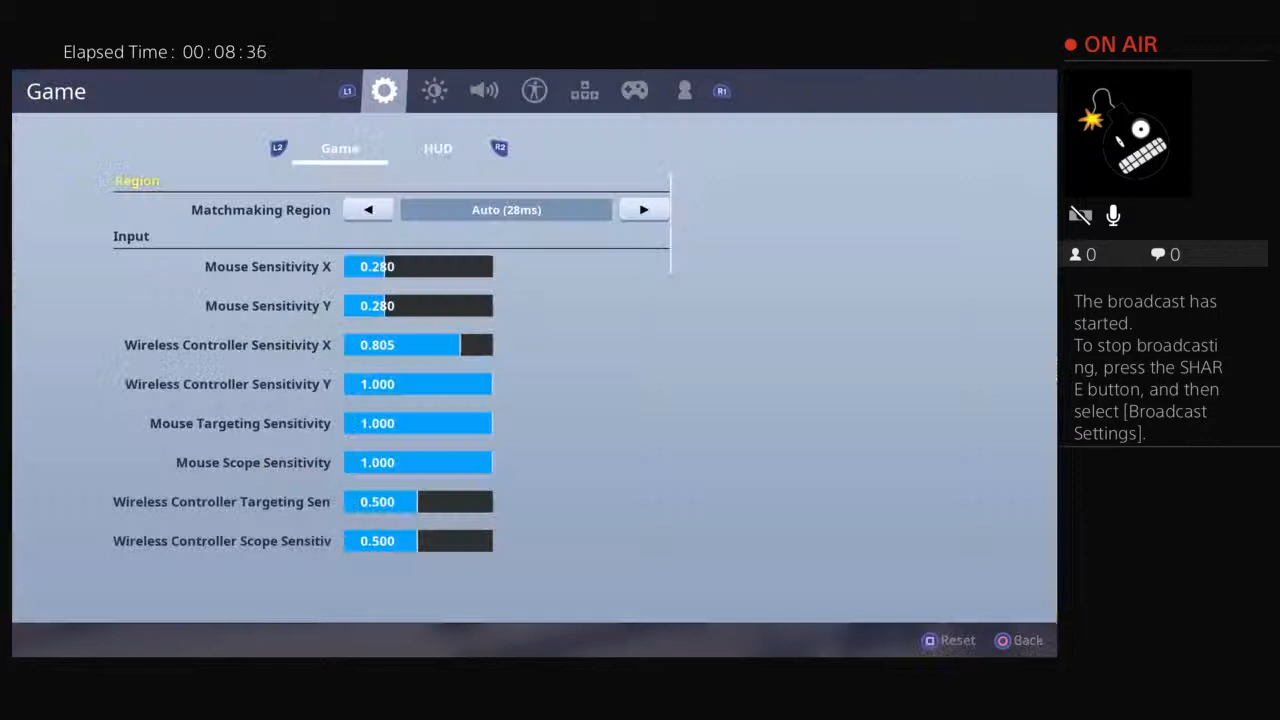 Elapsed Time: 00:08:36
ON AIR
Game
L1
R1
L2
Game
HUD
R2
Region
Matchmaking Region
Auto (28ms)
Input
Mouse Sensitivity X 0.280
Mouse Sensitivity Y 0.280
Wireless Controller Sensitivity X 0.805
Wireless Controller Sensitivity Y 1.000
Mouse Targeting Sensitivity 1.000
Mouse Scope Sensitivity 1.000
Wireless Controller Targeting Sen 0.500
Wireless Controller Scope Sensitiv 0.500
Reset
Back
0
0
The broadcast has
started.
To stop broadcasti
ng, press the SHAR
E button, and then
select [Broadcast
Settings].